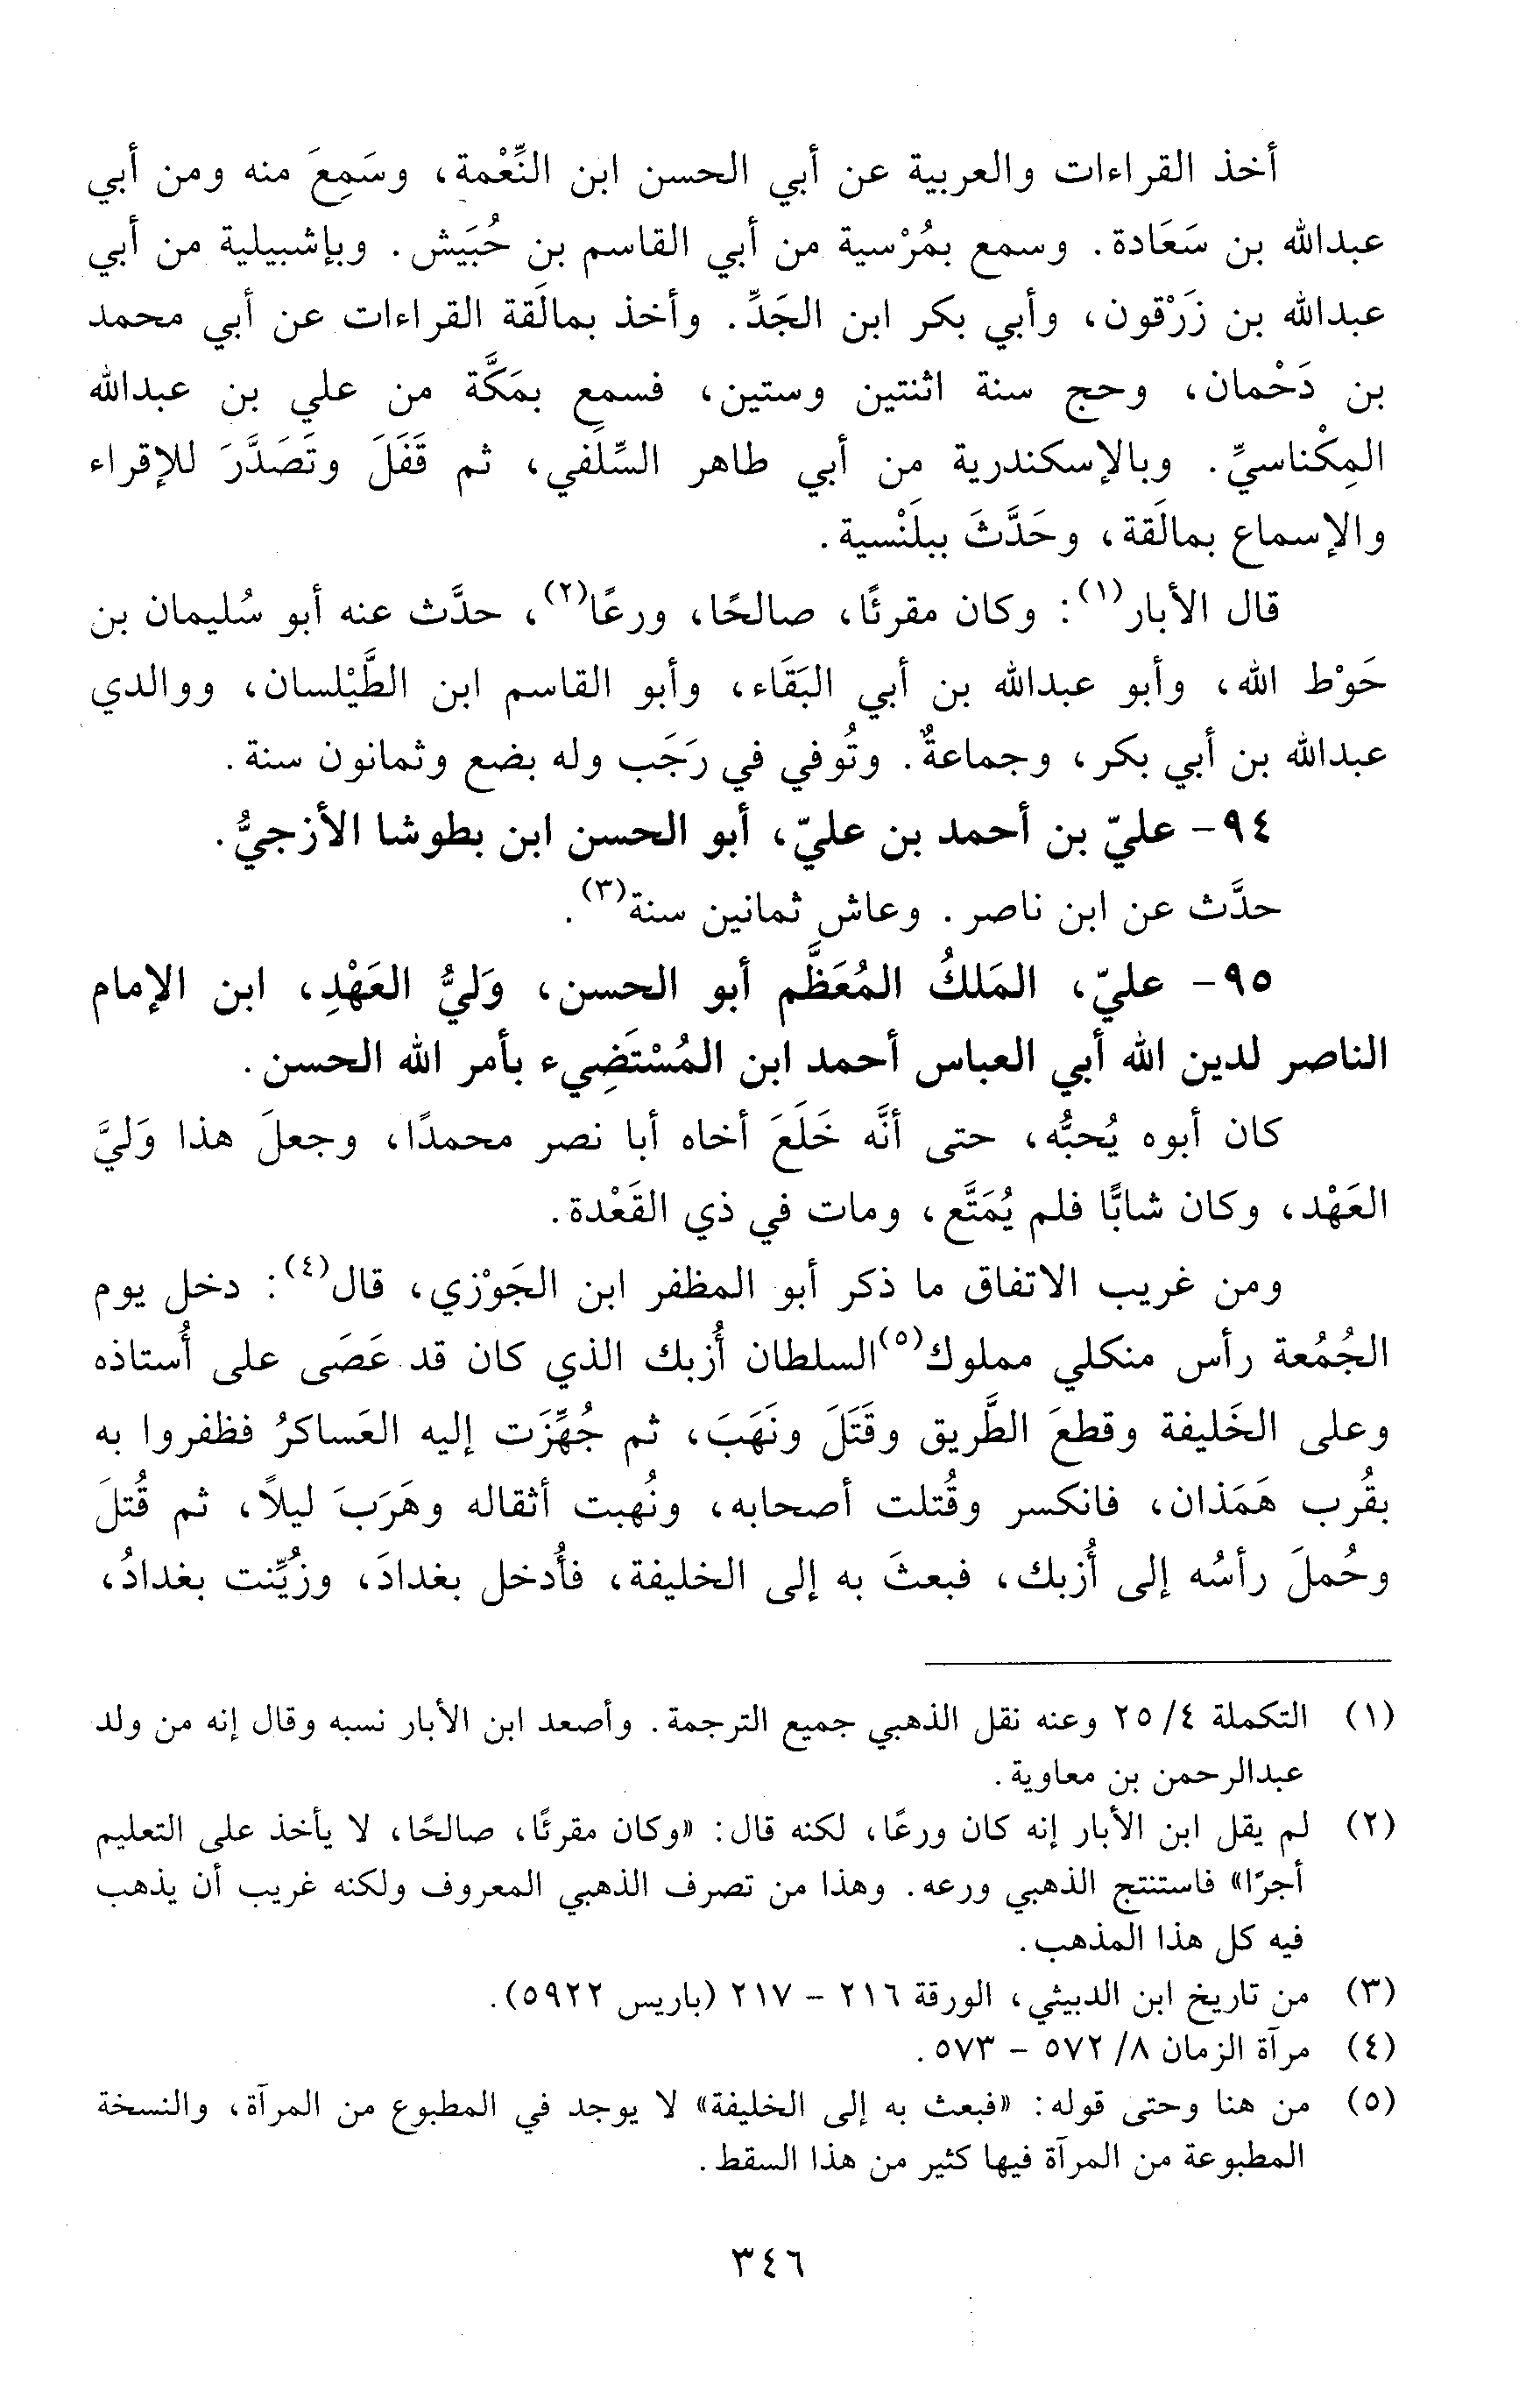 أخذ القراءات والعربية عن أبي الحسن ابن النِّعْمة، وسَمِعَ منه ومن أبي
عبدالله بن سَعَادة. وسمع بمُرْسية من أبي القاسم بن حُبَيش. وبإشبيلية من أبي
عبدالله بن زَرْقون، وأبي بكر ابن الجَدِّ. وأخذ بمالَقة القراءات عن أبي محمد
بن دَحْمان، وحج سنة اثنتين وستين، فسمع بمَكَّة من علي بن عبدالله
المِكْناسيِّ. وبالإسكندرية من أبي طاهر السِّلَفي، ثم قَفَلَ وتَصَدَّرَ للإقراء
والإسماع بمالَقة، وحَدَّثَ ببلَنْسية.
قال الأبار(١): وكان مقرئًا، صالحًا، ورعًا(٢)، حدَّث عنه أبو سُليمان بن
حَوْط الله، وأبو عبدالله بن أبي البَقَاء، وأبو القاسم ابن الطَّيْلسان، ووالدي
عبدالله بن أبي بكر، وجماعةٌ. وتُوفي في رَجَب وله بضع وثمانون سنة.
٩٤- عليّ بن أحمد بن عليّ، أبو الحسن ابن بطوشا الأزجيُّ.
حدَّث عن ابن ناصر. وعاش ثمانين سنة(٣).
٩٥- عليّ، المَلكُ المُعَظَّم أبو الحسن، وَليُّ العَهْدِ، ابن الإمام
الناصر لدين الله أبي العباس أحمد ابن المُسْتَضِيء بأمر الله الحسن.
كان أبوه يُحبُّه، حتى أنَّه خَلَعَ أخاه أبا نصر محمدًا، وجعلَ هذا وَليَّ
العَهْد، وكان شابًّا فلم يُمَتَّع، ومات في ذي القَعْدة.
ومن غريب الاتفاق ما ذكر أبو المظفر ابن الجَوْزي، قال(٤): دخل يوم
الجُمُعة رأس منكلي مملوك(٥)السلطان أُزبك الذي كان قد عَصَى على أُستاذه
وعلى الخَليفة وقطعَ الطَّريق وقَتَلَ ونَهَبَ، ثم جُهِّزَت إليه العَساكرُ فظفروا به
بقُرب هَمَذان، فانكسر وقُتلت أصحابه، ونُهبت أثقاله وهَرَبَ ليلاً، ثم قُتلَ
وحُملَ رأسُه إلى أُزبك، فبعثَ به إلى الخليفة، فأُدخل بغدادَ، وزُيِّنت بغدادُ،
(١) التكملة ٤/ ٢٥ وعنه نقل الذهبي جميع الترجمة. وأصعد ابن الأبار نسبه وقال إنه من ولد
عبدالرحمن بن معاوية.
(٢) لم يقل ابن الأبار إنه كان ورعًا، لكنه قال: «وكان مقرئًا، صالحًا، لا يأخذ على التعليم
أجرًا» فاستنتج الذهبي ورعه. وهذا من تصرف الذهبي المعروف ولكنه غريب أن يذهب
فيه كل هذا المذهب.
(٣) من تاريخ ابن الدبيثي، الورقة ٢١٦ - ٢١٧ (باريس ٥٩٢٢).
(٤) مرآة الزمان ٨/ ٥٧٢ - ٥٧٣.
(٥) من هنا وحتى قوله: «فبعث به إلى الخليفة» لا يوجد في المطبوع من المرآة، والنسخة
المطبوعة من المرآة فيها كثير من هذا السقط.
٣٤٦